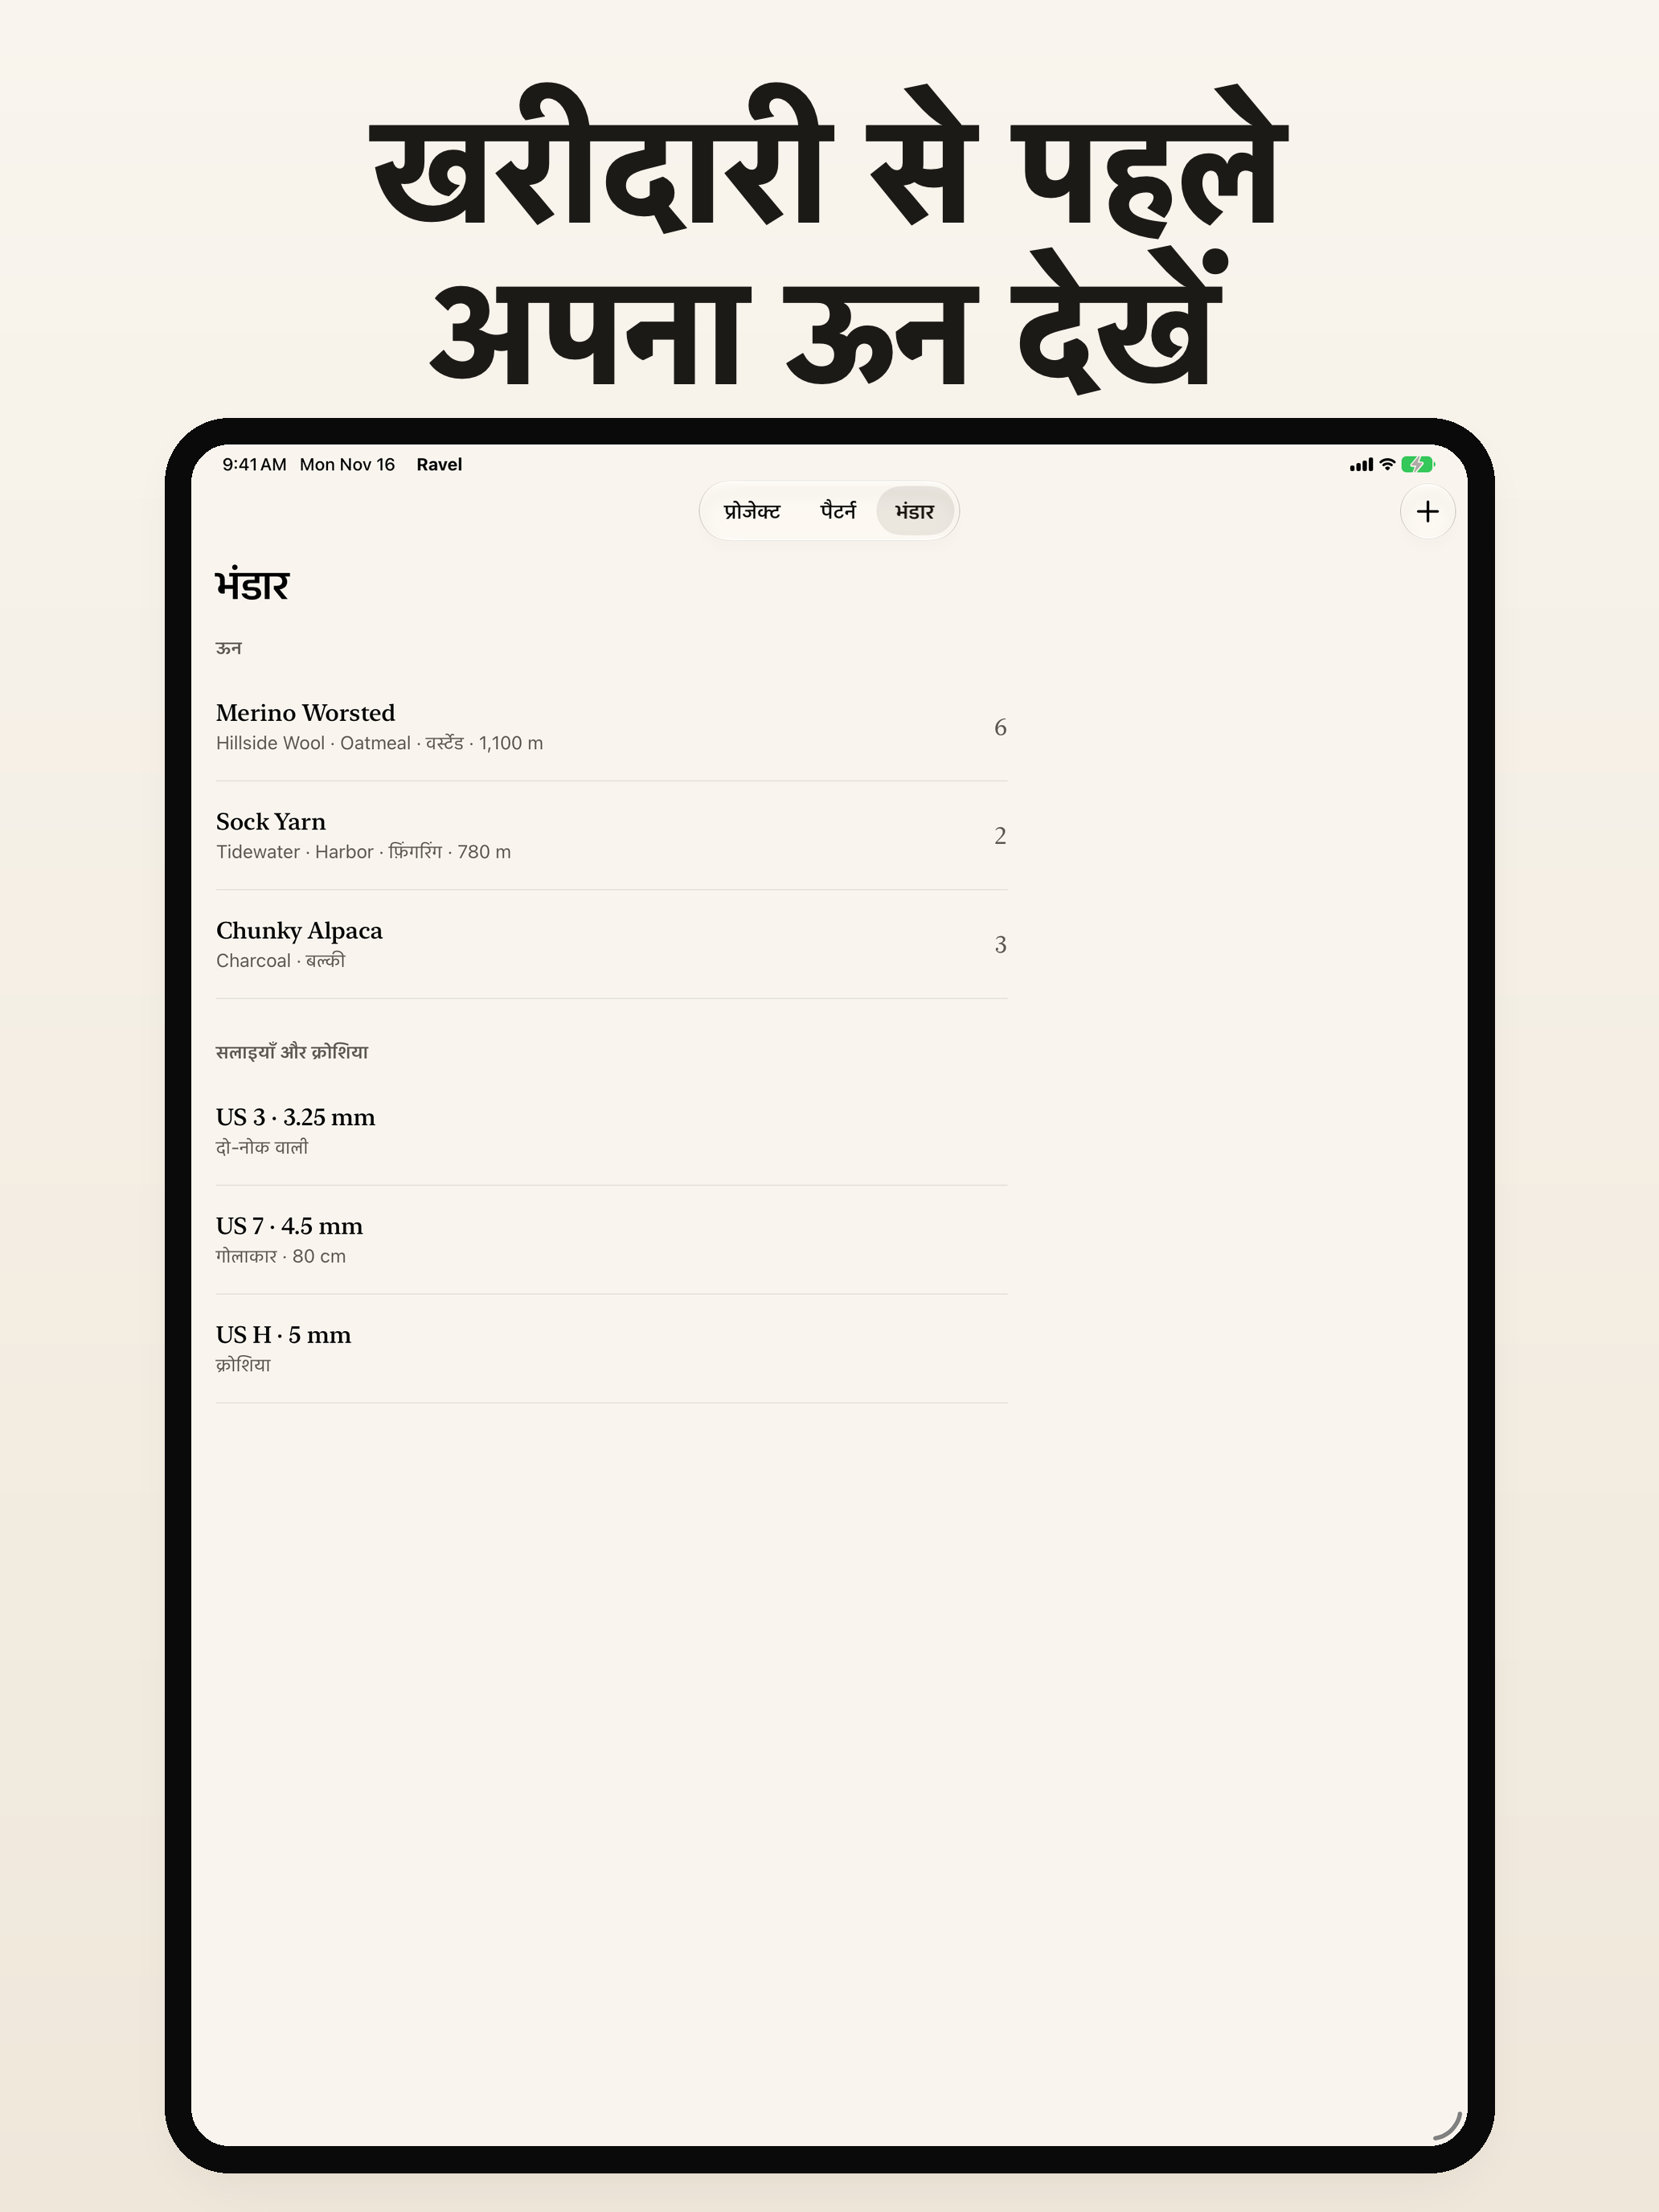 खरीदारी से पहले
अपना ऊन देखें
9:41 AM Mon Nov 16 Ravel
प्रोजेक्ट पैटर्न भंडार
भंडार
ऊन
Merino Worsted
6
Hillside Wool · Oatmeal · वर्स्टेड · 1,100 m
Sock Yarn
2
Tidewater · Harbor · फ़िंगरिंग · 780 m
Chunky Alpaca
3
Charcoal · बल्की
सलाइयाँ और क्रोशिया
US 3 · 3.25 mm
दो-नोक वाली
US 7 · 4.5 mm
गोलाकार · 80 cm
US H · 5 mm
क्रोशिया